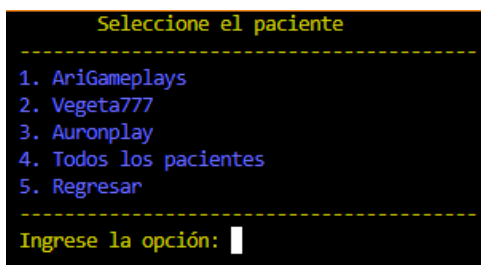 Seleccione el paciente
-----------------------------------------
1. AriGameplays
2. Vegeta777
3. Auronplay
4. Todos los pacientes
5. Regresar
-----------------------------------------
Ingrese la opción: